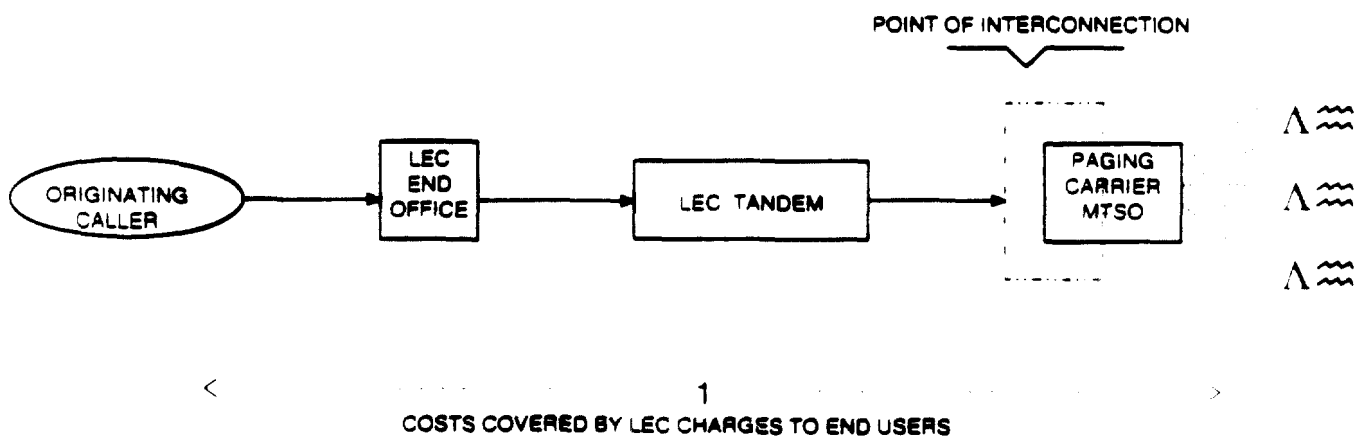 POINT OF INTERCONNECTION
ORIGINATING
CALLER
LEC
END
OFFICE
LEC TANDEM
PAGING
CARRIER
MTSO
1
COSTS COVERED BY LEC CHARGES TO END USERS